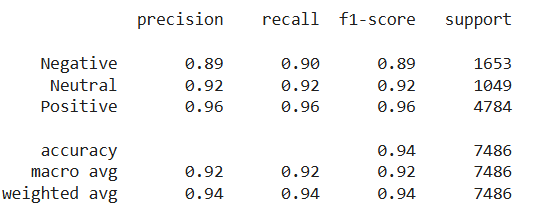 precision recall f1-score support
Negative 0.89 0.90 0.89 1653
Neutral 0.92 0.92 0.92 1049
Positive 0.96 0.96 0.96 4784
accuracy 0.94 7486
macro avg 0.92 0.92 0.92 7486
weighted avg 0.94 0.94 0.94 7486